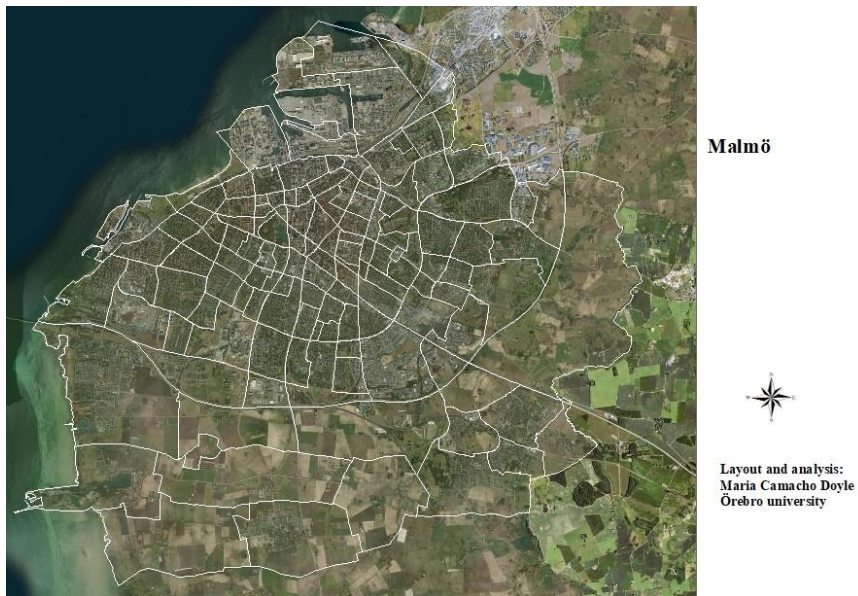 Malmö
N
W
E
S
Layout and analysis:
Maria Camacho Doyle
Örebro university